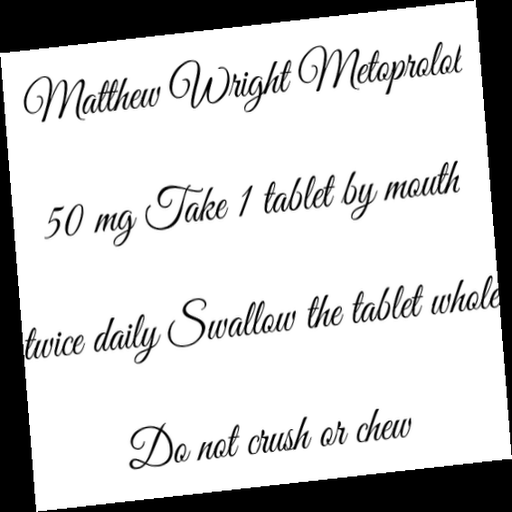 Matthew Wright Metoprolol
50 mg Take 1 tablet by mouth
twice daily Swallow the tablet whole
Do not crush or chew